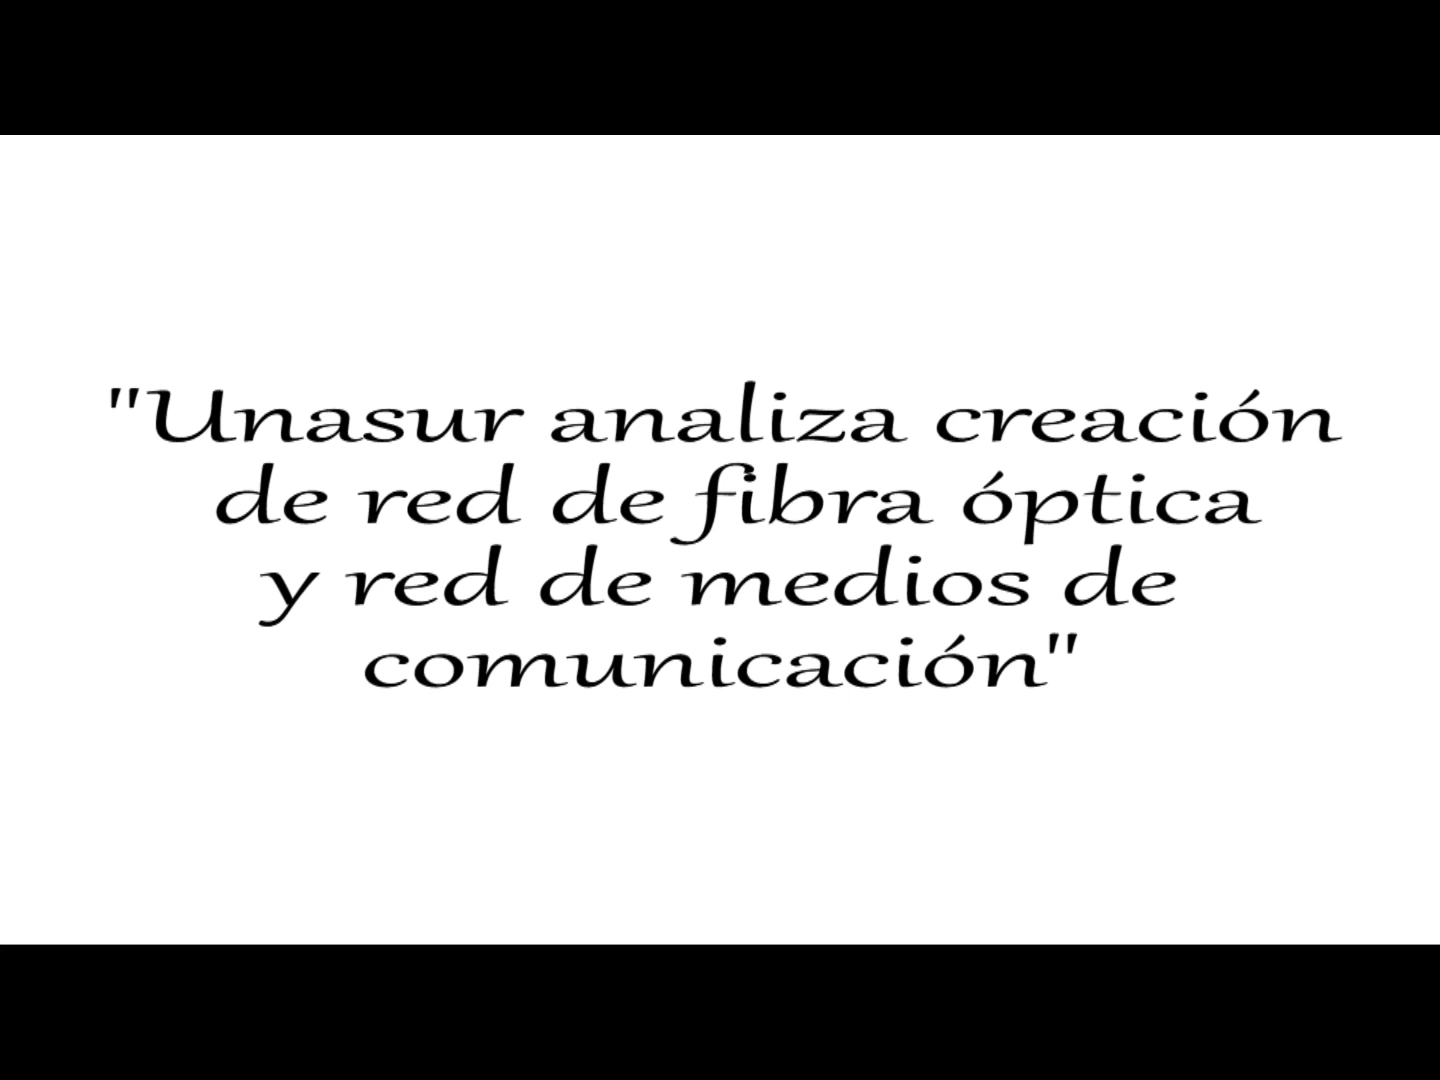 "Unasur analiza creación
de red de fibra óptica
y red de medios de
comunicación"